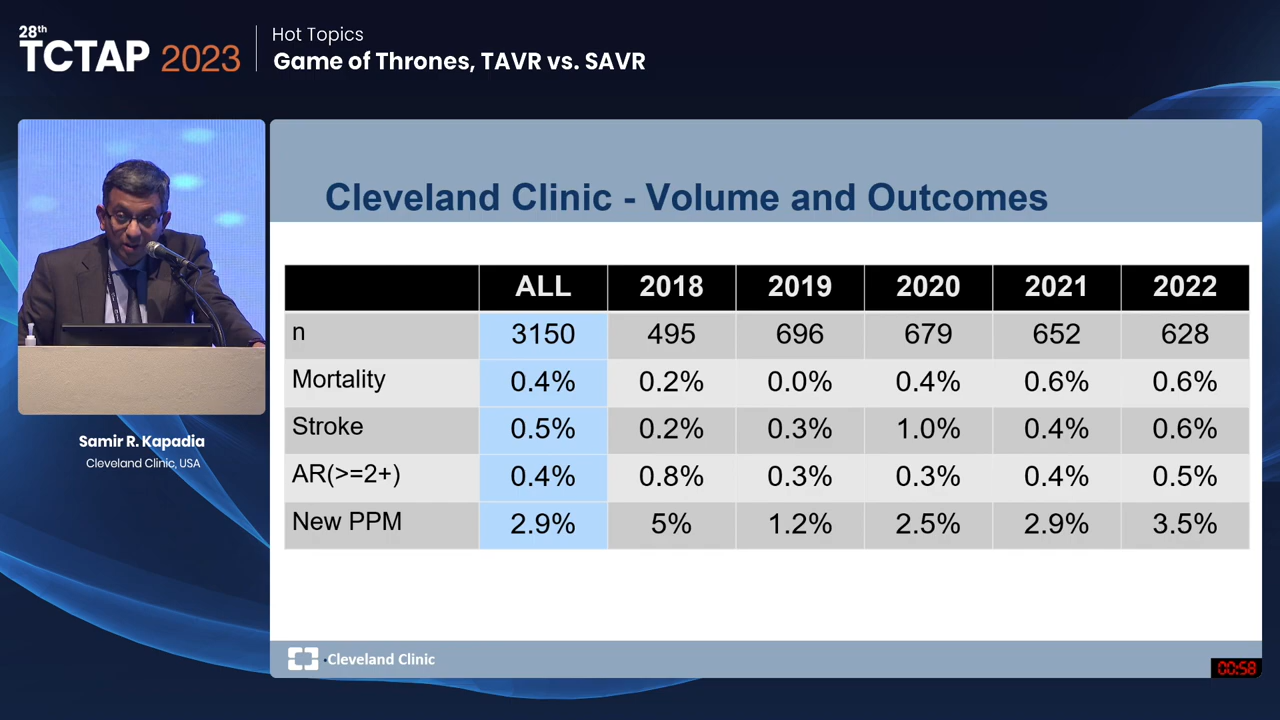 28th
TCTAP 2023
Hot Topics
Game of Thrones, TAVR vs. SAVR
Samir R. Kapadia
Cleveland Clinic, USA
Cleveland Clinic - Volume and Outcomes
ALL 2018 2019 2020 2021 2022
n 3150 495 696 679 652 628
Mortality 0.4% 0.2% 0.0% 0.4% 0.6% 0.6%
Stroke 0.5% 0.2% 0.3% 1.0% 0.4% 0.6%
AR(>=2+) 0.4% 0.8% 0.3% 0.3% 0.4% 0.5%
New PPM 2.9% 5% 1.2% 2.5% 2.9% 3.5%
Cleveland Clinic
00:58